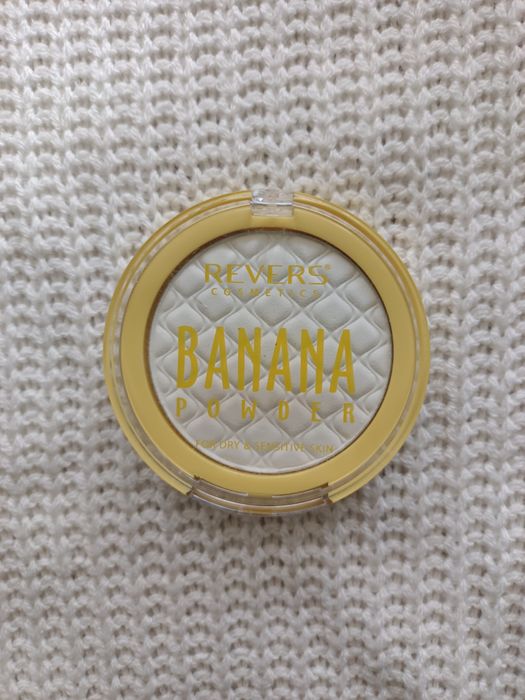 REVERS®
COSMETICS
BANANA
POWDER
FOR DRY & SENSITIVE SKIN